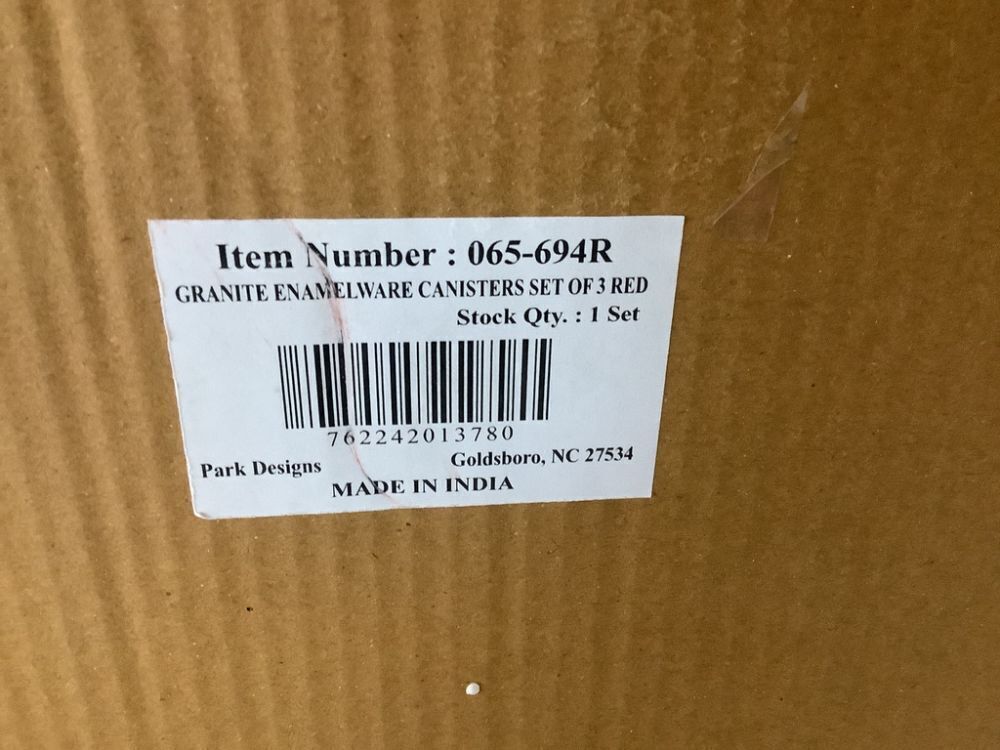 Item Number : 065-694R
GRANITE ENAMELWARE CANISTERS SET OF 3 RED
Stock Qty. : 1 Set
762242013780
Park Designs Goldsboro, NC 27534
MADE IN INDIA